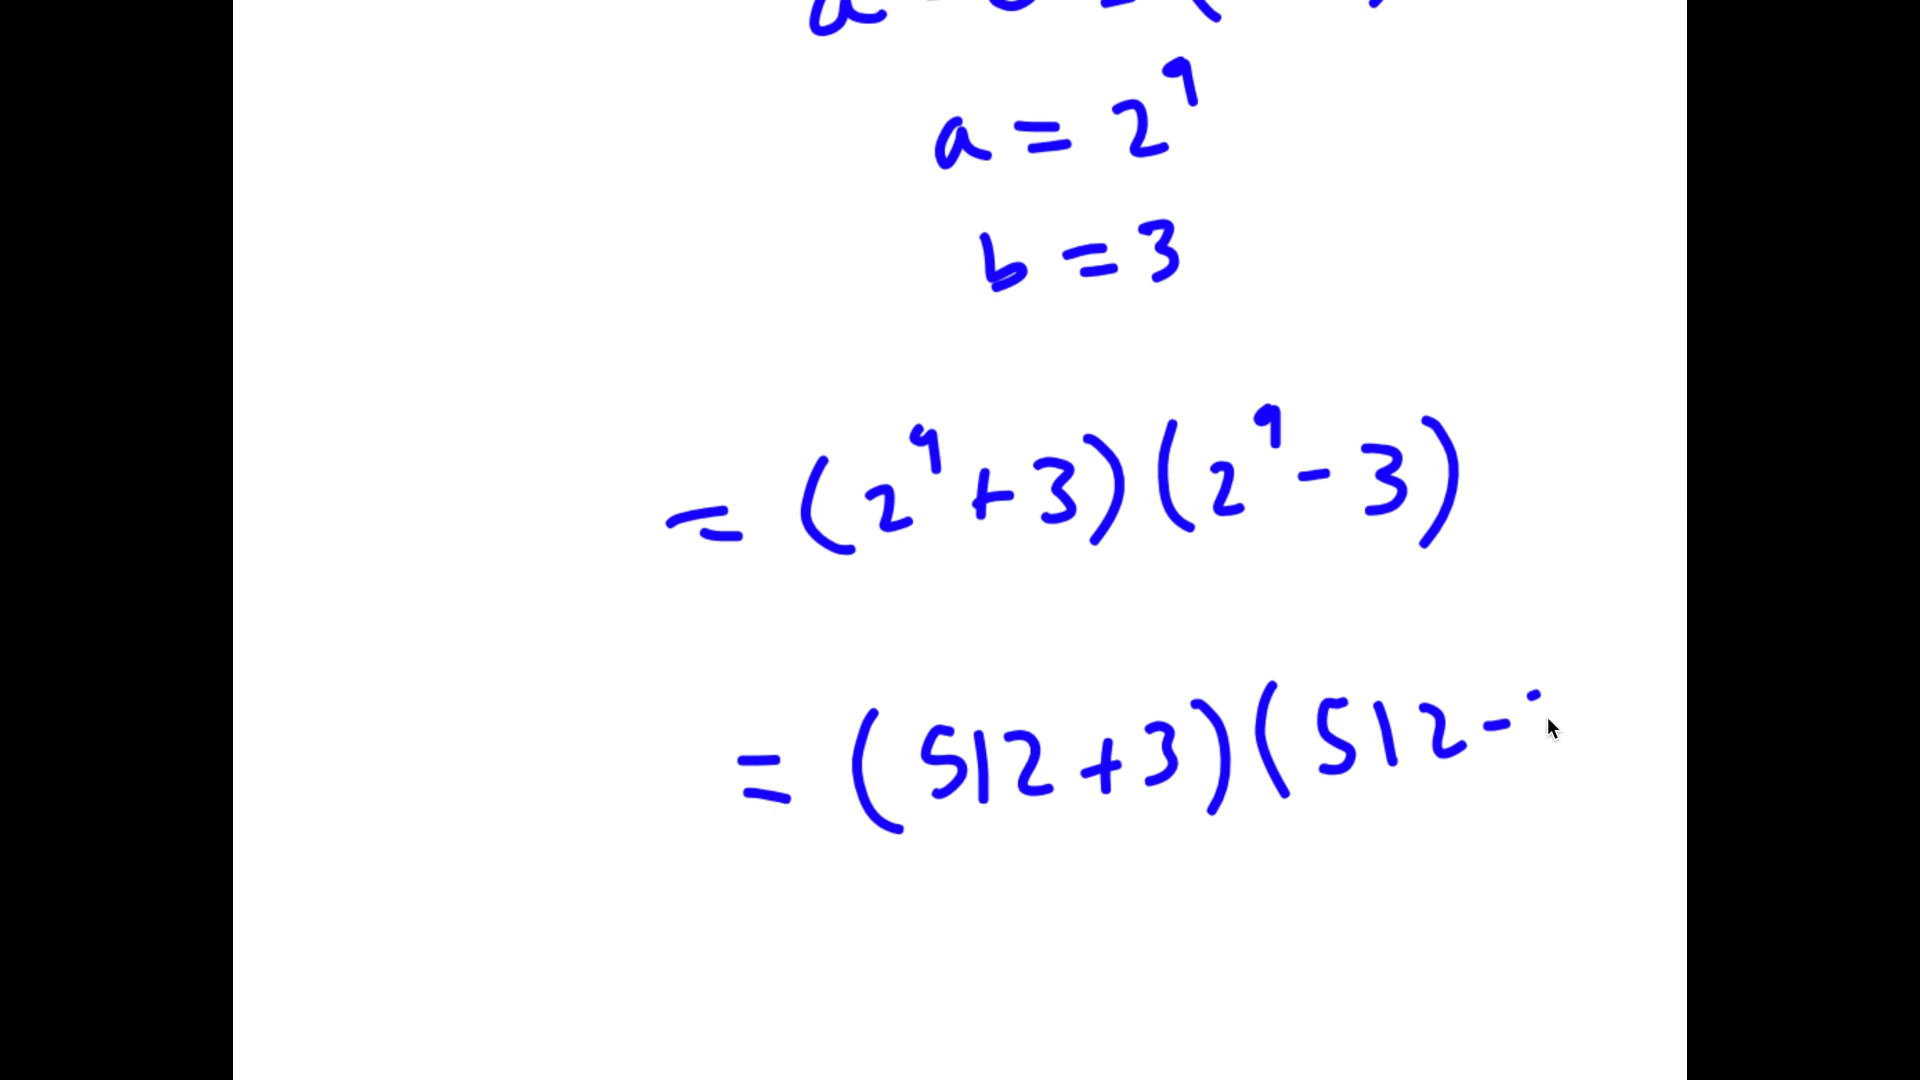 a = 2⁹
b = 3
= (2⁹ + 3)(2⁹ - 3)
= (512 + 3)(512 -